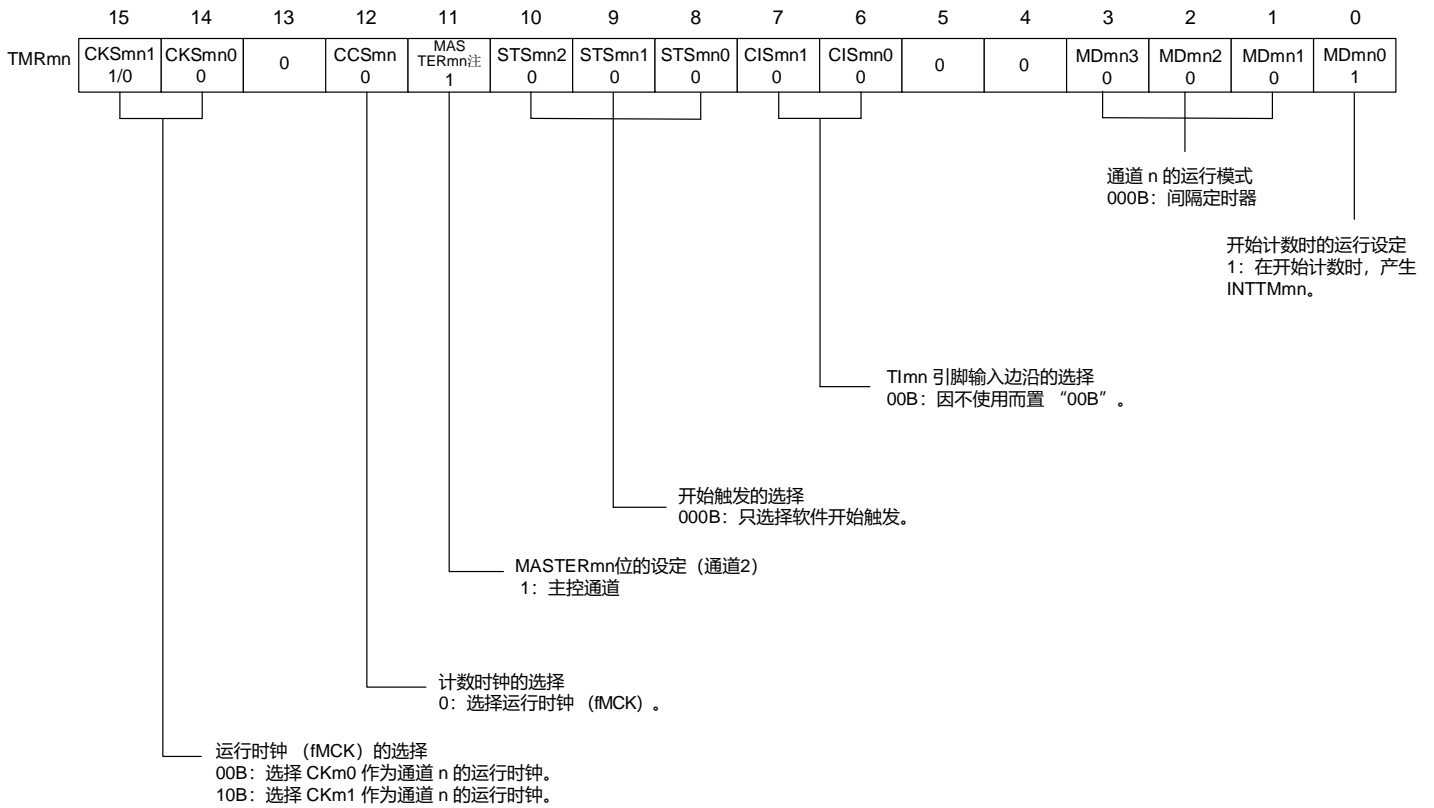 15 14 13 12 11 10 9 8 7 6 5 4 3 2 1 0
TMRmn CKSmn1 CKSmn0 0 CCSmn MAS TERmn注 STSmn2 STSmn1 STSmn0 CISmn1 CISmn0 0 0 MDmn3 MDmn2 MDmn1 MDmn0
1/0 0 0 1 0 0 0 0 0 0 0 0 1
通道 n 的运行模式
000B：间隔定时器
开始计数时的运行设定
1：在开始计数时，产生
INTTMmn。
TImn 引脚输入边沿的选择
00B：因不使用而置 “00B”。
开始触发的选择
000B：只选择软件开始触发。
MASTERmn位的设定（通道2）
1：主控通道
计数时钟的选择
0：选择运行时钟 （fMCK）。
运行时钟 （fMCK）的选择
00B：选择 CKm0 作为通道 n 的运行时钟。
10B：选择 CKm1 作为通道 n 的运行时钟。